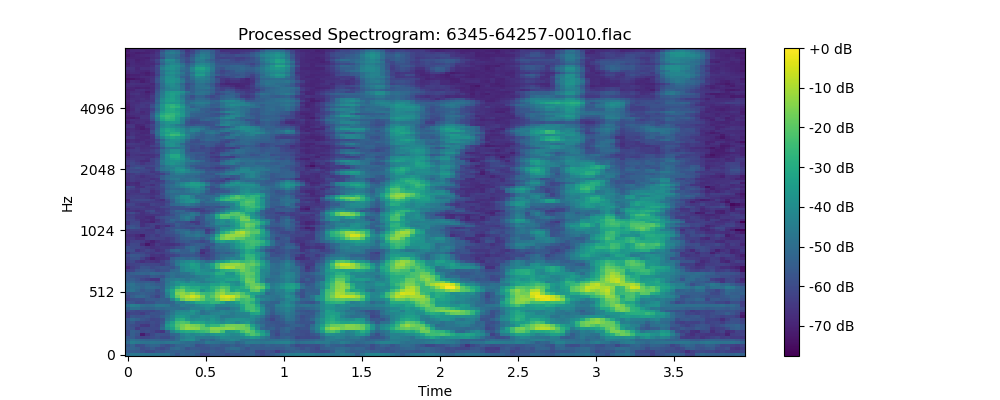 Processed Spectrogram: 6345-64257-0010.flac
+0 dB
-10 dB
-20 dB
-30 dB
-40 dB
-50 dB
-60 dB
-70 dB
Hz
4096
2048
1024
512
0
0 0.5 1 1.5 2 2.5 3 3.5
Time